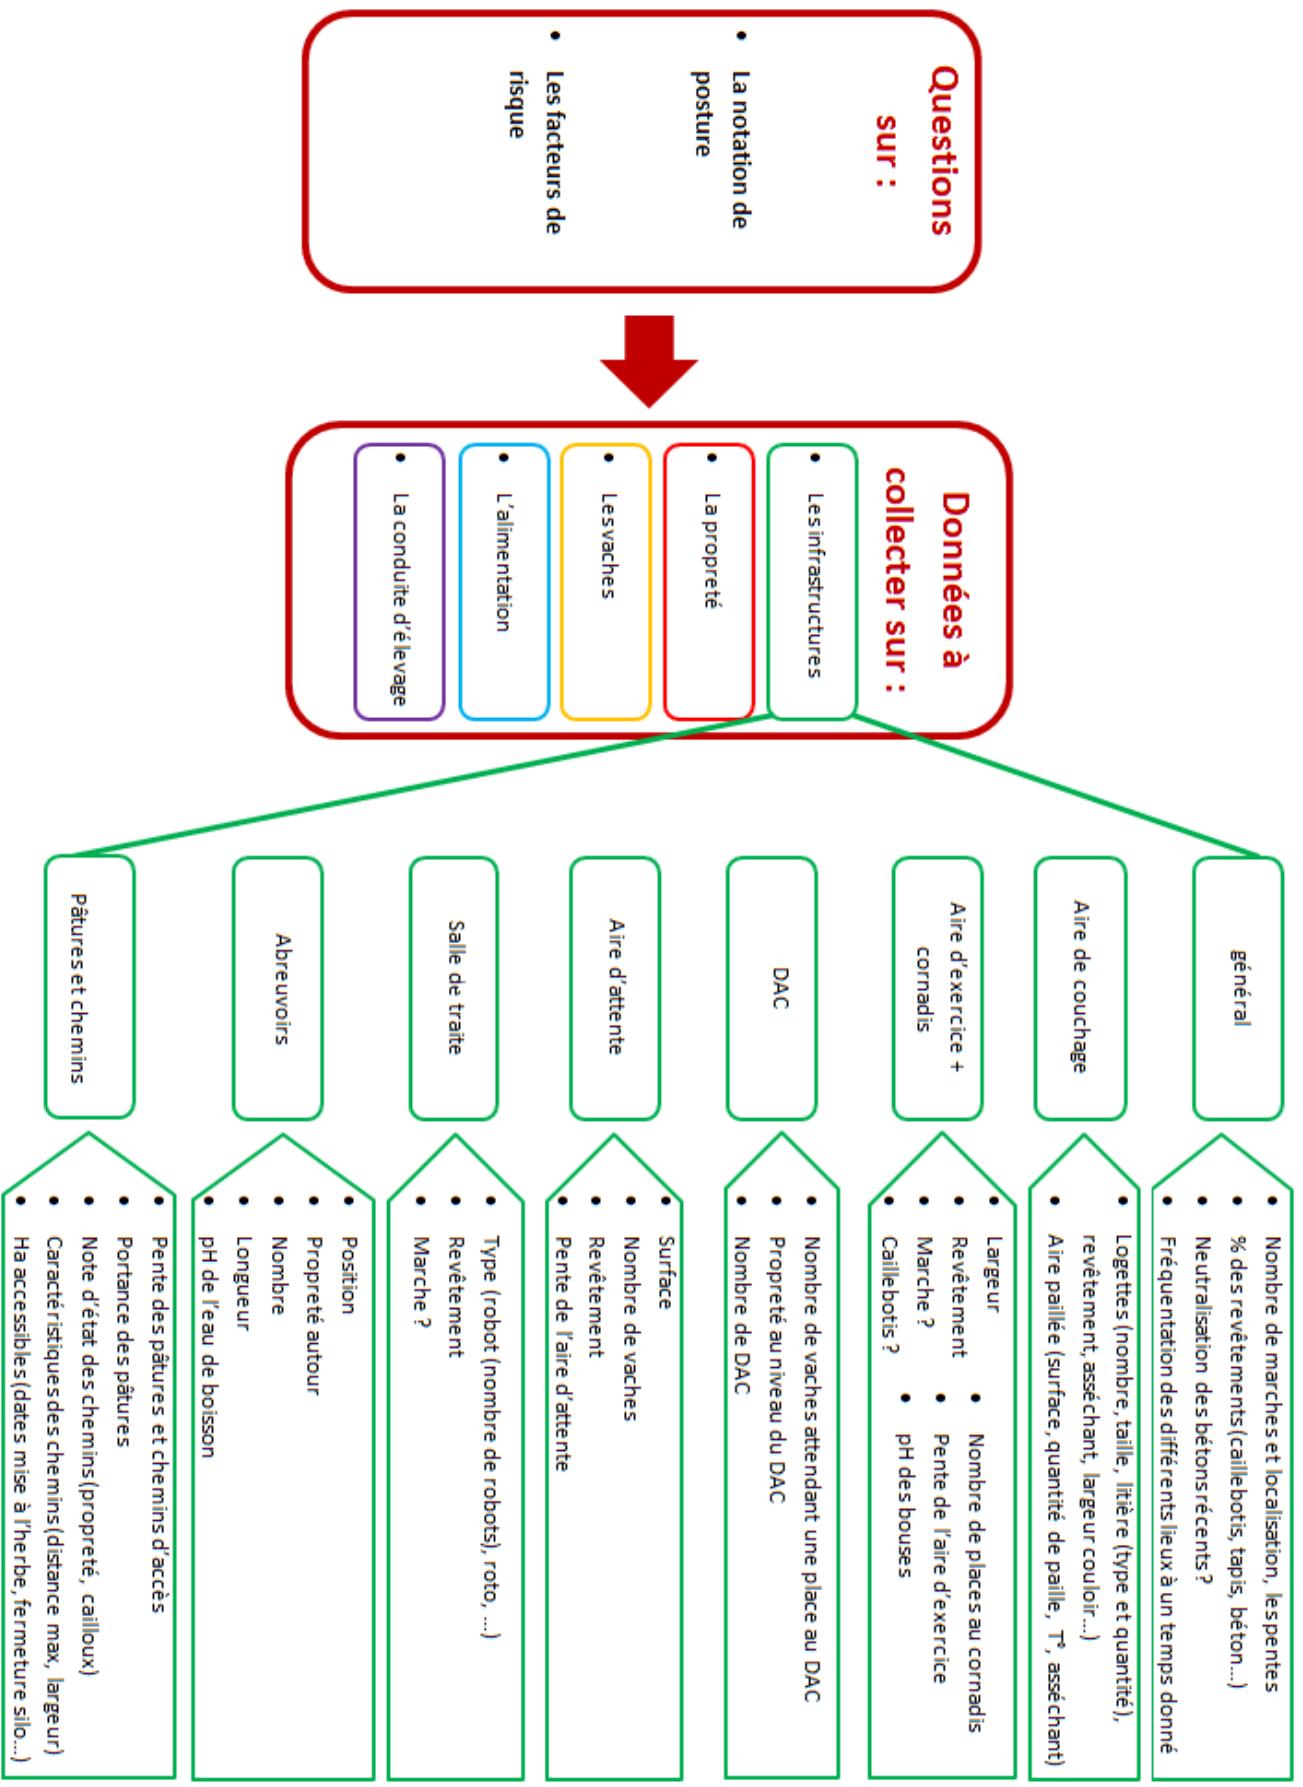 Questions
sur :
• La notation de
posture
• Les facteurs de
risque
Données à
collecter sur :
• Les infrastructures
• La propreté
• Les vaches
• L'alimentation
• La conduite d'élevage
général
• Nombre de marches et localisation, les pentes
• % des revêtements (caillebotis, tapis, béton…)
• Neutralisation des bétons récents ?
• Fréquentation des différents lieux à un temps donné
Aire de couchage
• Logettes (nombre, taille, litière (type et quantité),
revêtement, asséchant, largeur couloir…)
• Aire paillée (surface, quantité de paille, T°, asséchant)
Aire d'exercice +
cornadis
• Largeur
• Revêtement
• Marche ?
• Caillebotis ?
• Nombre de places au cornadis
• Pente de l'aire d'exercice
• pH des bouses
DAC
• Nombre de vaches attendant une place au DAC
• Propreté au niveau du DAC
• Nombre de DAC
Aire d'attente
• Surface
• Nombre de vaches
• Revêtement
• Pente de l'aire d'attente
Salle de traite
• Type (robot (nombre de robots), roto, …)
• Revêtement
• Marche ?
Abreuvoirs
• Position
• Propreté autour
• Nombre
• Longueur
• pH de l'eau de boisson
Pâtures et chemins
• Pente des pâtures et chemins d'accès
• Portance des pâtures
• Note d'état des chemins (propreté, cailloux)
• Caractéristiques des chemins (distance max, largeur)
• Ha accessibles (dates mise à l'herbe, fermeture silo…)